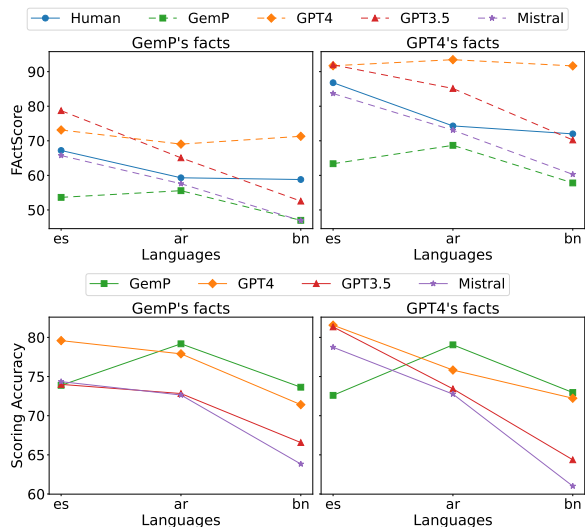 Human GemP GPT4 GPT3.5 Mistral
GemP's facts GPT4's facts
FActScore
90
80
70
60
50
es ar bn es ar bn
Languages Languages
GemP GPT4 GPT3.5 Mistral
GemP's facts GPT4's facts
Scoring Accuracy
80
75
70
65
60
es ar bn es ar bn
Languages Languages